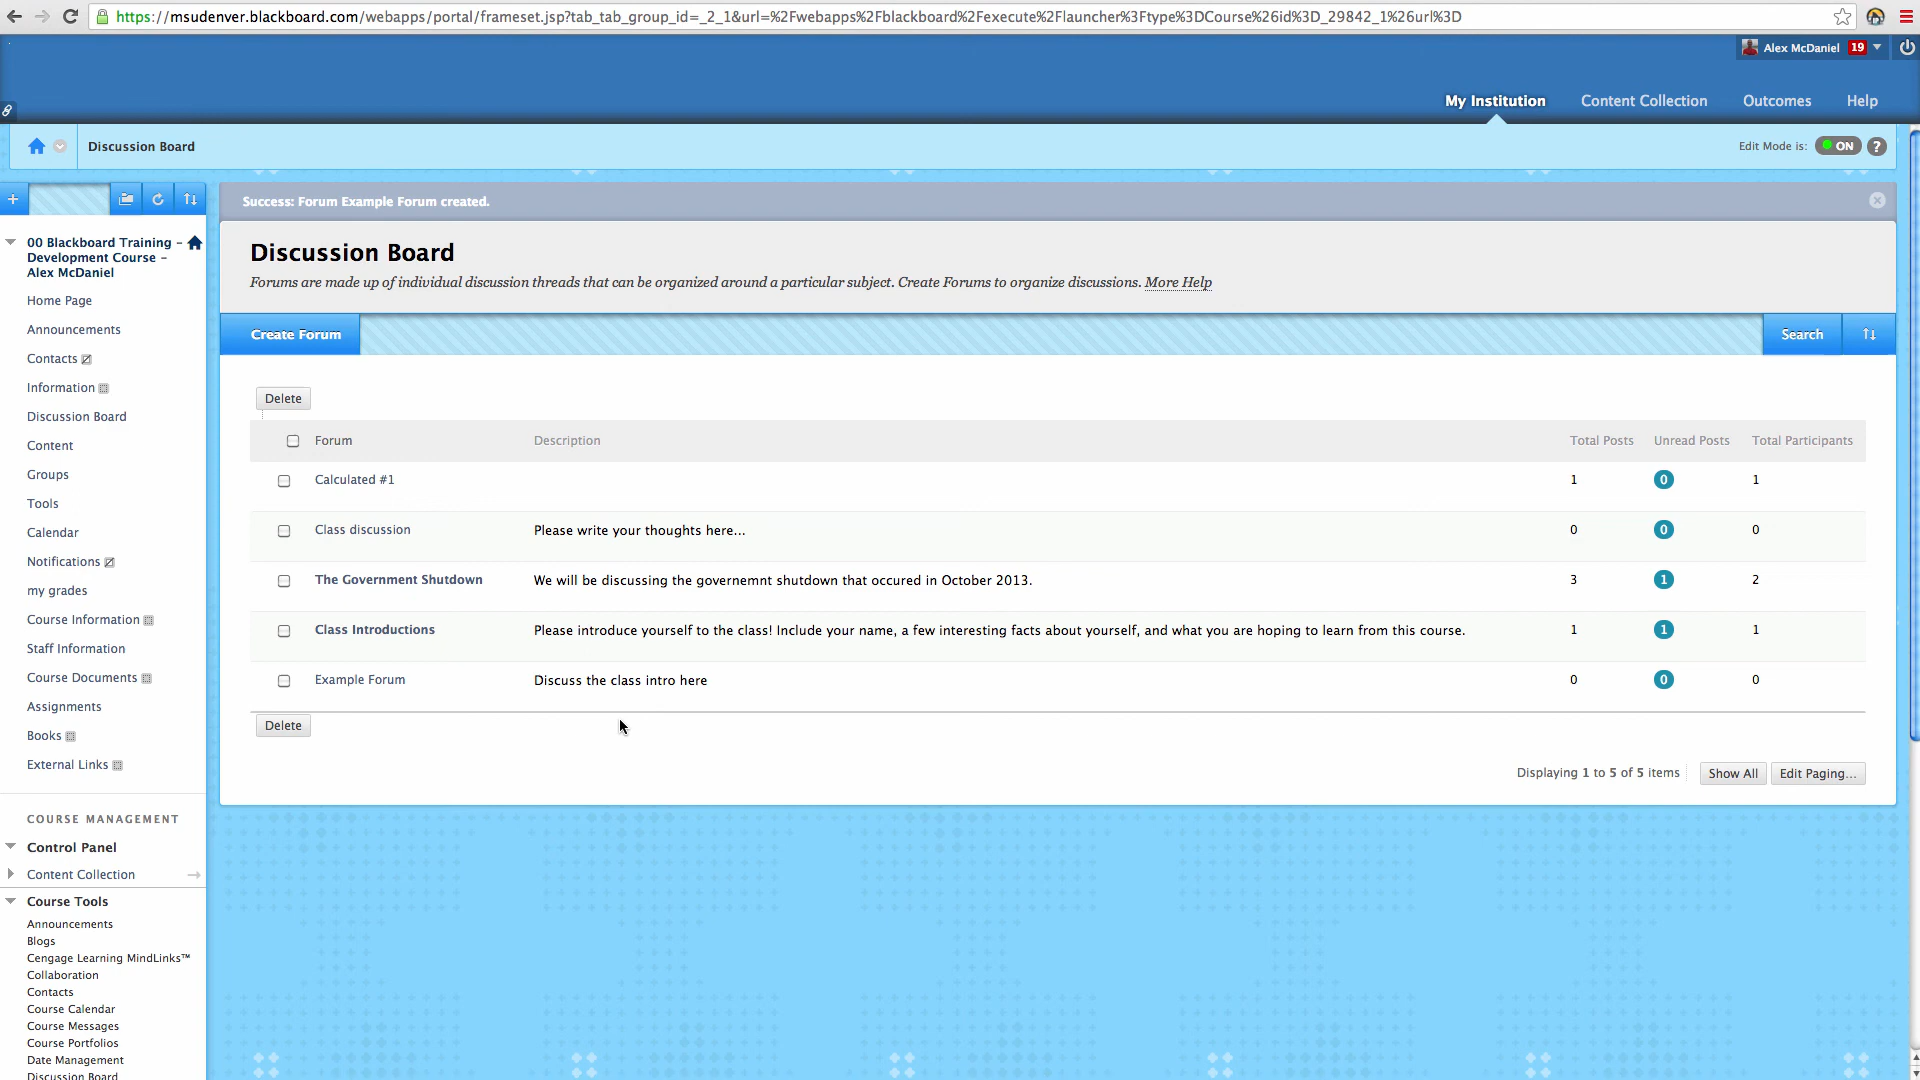 https://msudenver.blackboard.com/webapps/portal/frameset.jsp?tab_tab_group_id=_2_1&url=%2Fwebapps%2Fblackboard%2Fexecute%2Flauncher%3Ftype%3DCourse%26id%3D_29842_1%26url%3D
Alex McDaniel 19
My Institution Content Collection Outcomes Help
Discussion Board
Edit Mode is: ON ?
Success: Forum Example Forum created.
00 Blackboard Training –
Development Course –
Alex McDaniel
Home Page
Announcements
Contacts
Information
Discussion Board
Content
Groups
Tools
Calendar
Notifications
my grades
Course Information
Staff Information
Course Documents
Assignments
Books
External Links
COURSE MANAGEMENT
Control Panel
Content Collection
Course Tools
Announcements
Blogs
Cengage Learning MindLinks™
Collaboration
Contacts
Course Calendar
Course Messages
Course Portfolios
Date Management
Discussion Board
Discussion Board
Forums are made up of individual discussion threads that can be organized around a particular subject. Create Forums to organize discussions. More Help
Create Forum
Search
Delete
Forum Description Total Posts Unread Posts Total Participants
Calculated #1 1 0 1
Class discussion Please write your thoughts here... 0 0 0
The Government Shutdown We will be discussing the governemnt shutdown that occured in October 2013. 3 1 2
Class Introductions Please introduce yourself to the class! Include your name, a few interesting facts about yourself, and what you are hoping to learn from this course. 1 1 1
Example Forum Discuss the class intro here 0 0 0
Delete
Displaying 1 to 5 of 5 items Show All Edit Paging...